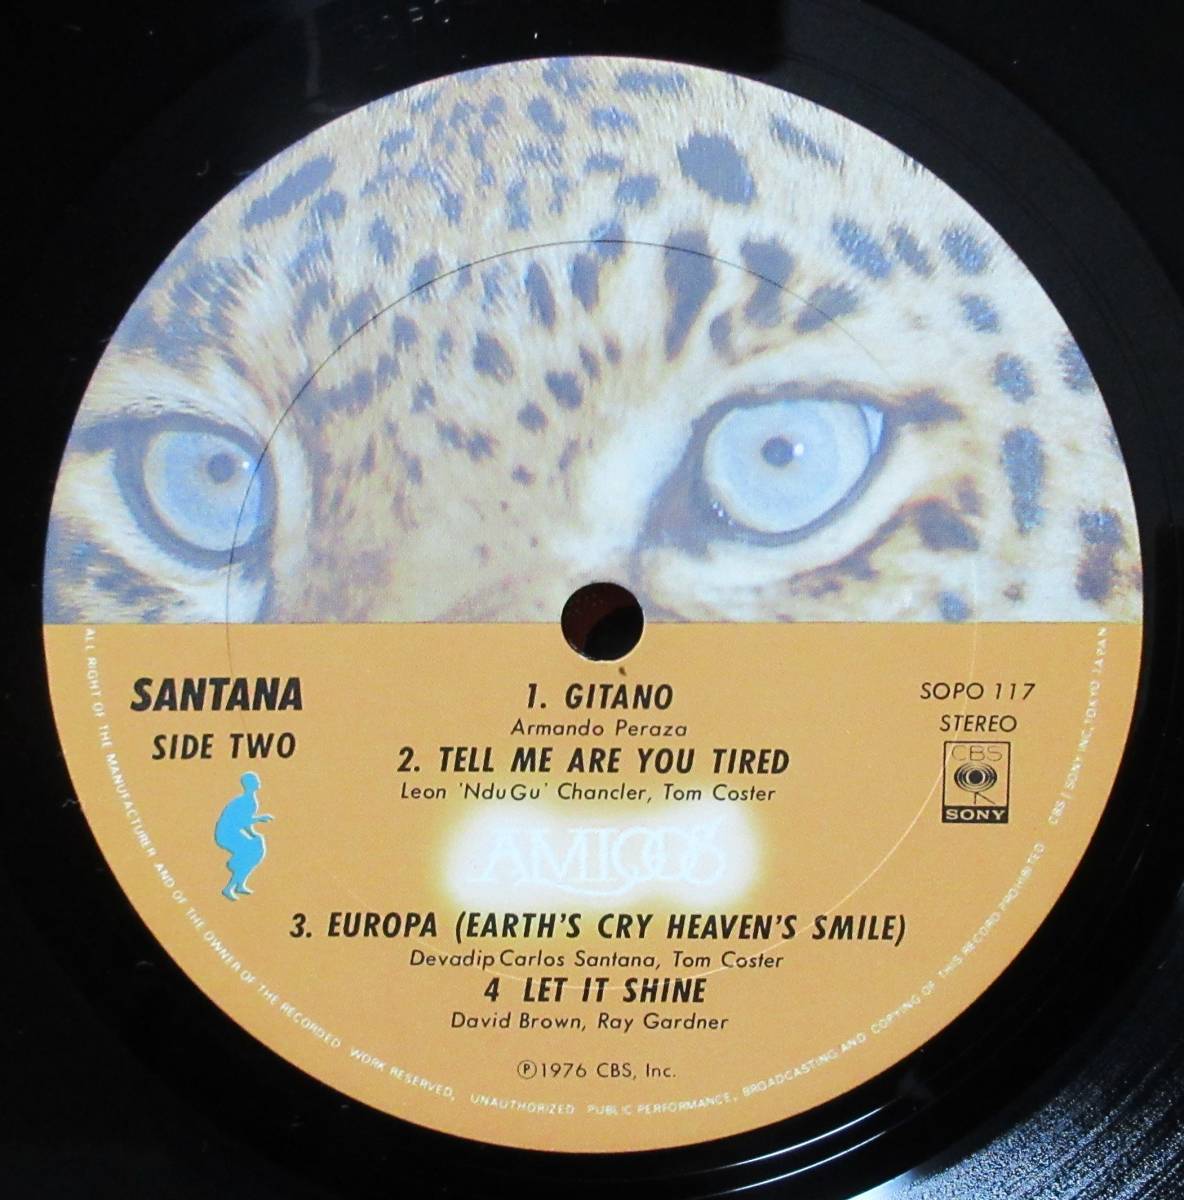 SANTANA
SIDE TWO
1. GITANO
Armando Peraza
2. TELL ME ARE YOU TIRED
Leon 'NduGu' Chancler, Tom Coster
SOPO 117
STEREO
CBS
SONY
AMIGOS
3. EUROPA (EARTH'S CRY HEAVEN'S SMILE)
Devadip Carlos Santana, Tom Coster
4 LET IT SHINE
David Brown, Ray Gardner
Ⓟ1976 CBS, Inc.
ALL RIGHT OF THE MANUFACTURER AND OF THE OWNER OF THE RECORDED WORK RESERVED, UNAUTHORIZED PUBLIC PERFORMANCE, BROADCASTING AND COPYING OF THIS RECORD PROHIBITED CBS / SONY INC. TOKYO JAPAN